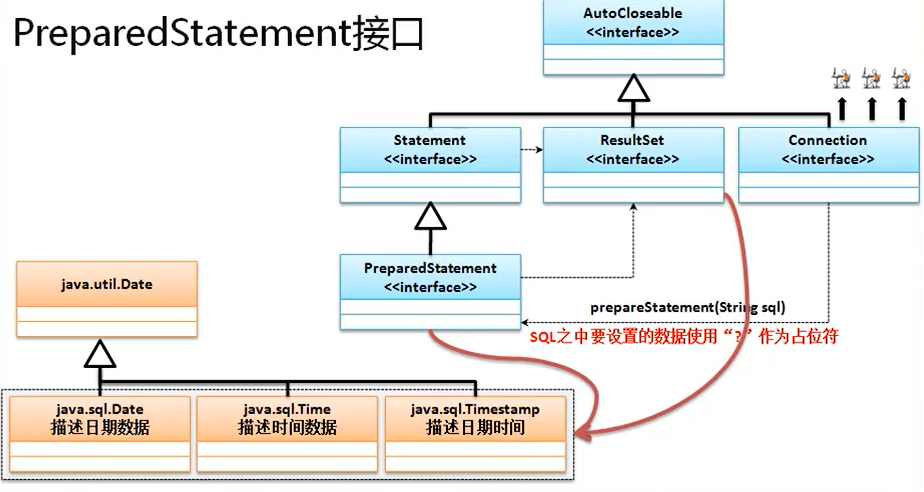 PreparedStatement接口
AutoCloseable
<<interface>>
Statement
<<interface>>
ResultSet
<<interface>>
Connection
<<interface>>
PreparedStatement
<<interface>>
java.util.Date
prepareStatement(String sql)
SQL之中要设置的数据使用“?”作为占位符
java.sql.Date
描述日期数据
java.sql.Time
描述时间数据
java.sql.Timestamp
描述日期时间